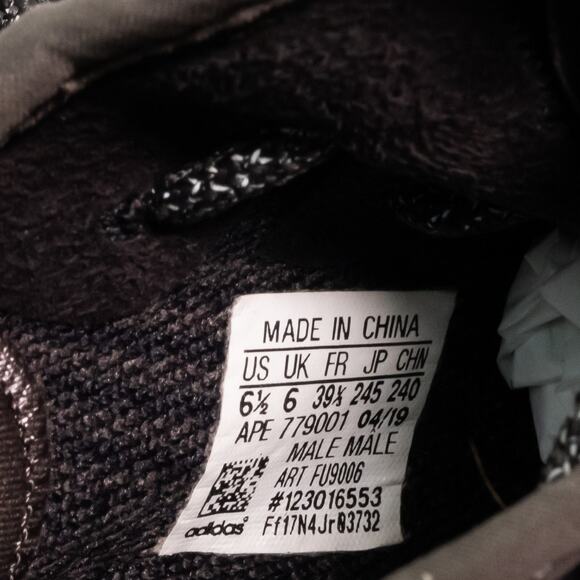 MADE IN CHINA
US UK FR JP CHN
6½ 6 39⅓ 245 240
APE 779001 04/19
MALE MÂLE
ART FU9006
#123016553
adidas Ff17N4Jr03732